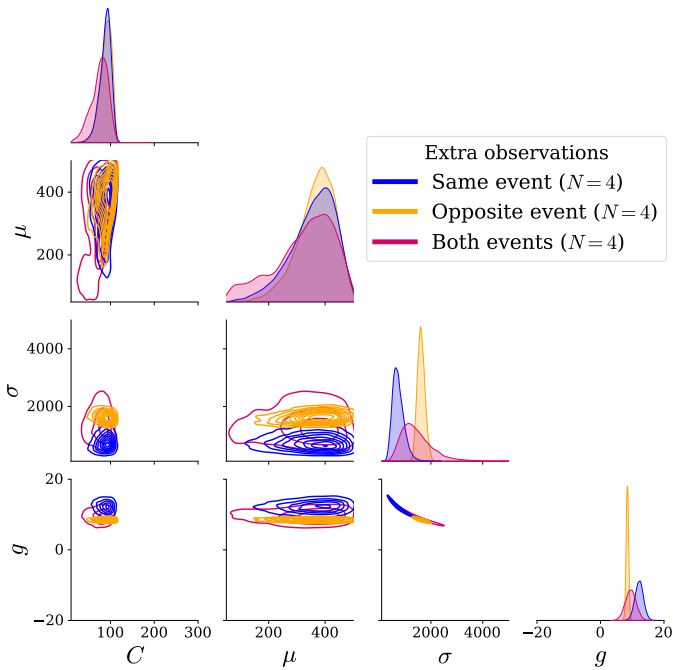 Extra observations
Same event (N = 4)
Opposite event (N = 4)
Both events (N = 4)
μ
400
200
σ
4000
2000
g
20
0
−20
100 300
C
200 400
μ
2000 4000
σ
−20 0 20
g